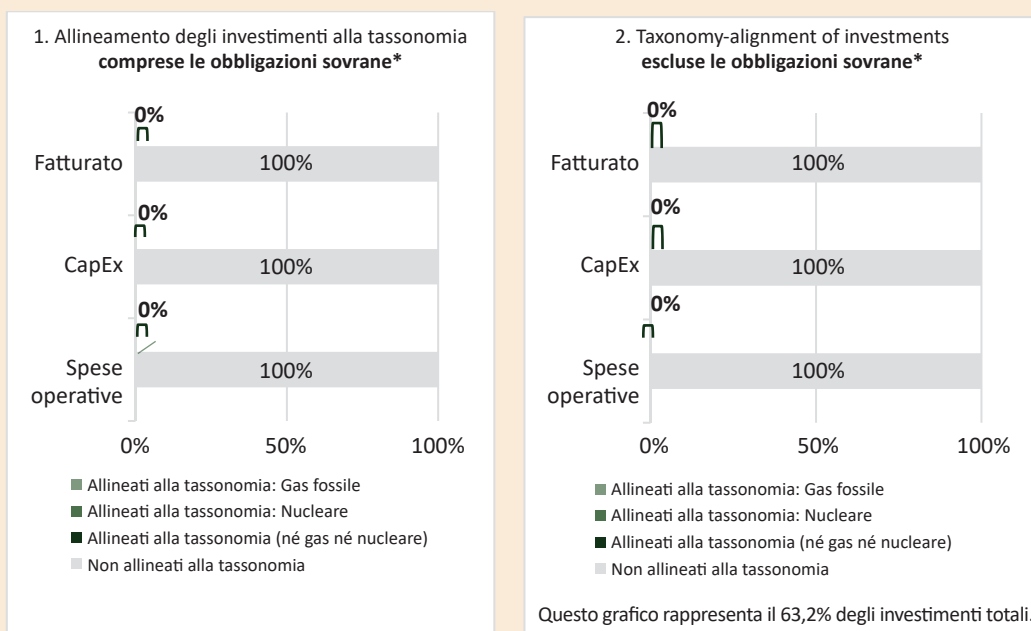 1. Allineamento degli investimenti alla tassonomia
comprese le obbligazioni sovrane*
0%
Fatturato
100%
0%
CapEx
100%
0%
Spese
operative
100%
0%
50%
100%
Allineati alla tassonomia: Gas fossile
Allineati alla tassonomia: Nucleare
Allineati alla tassonomia (né gas né nucleare)
Non allineati alla tassonomia
2. Taxonomy-alignment of investments
escluse le obbligazioni sovrane*
0%
Fatturato
100%
0%
CapEx
100%
0%
Spese
operative
100%
0%
50%
100%
Allineati alla tassonomia: Gas fossile
Allineati alla tassonomia: Nucleare
Allineati alla tassonomia (né gas né nucleare)
Non allineati alla tassonomia
Questo grafico rappresenta il 63,2% degli investimenti totali.